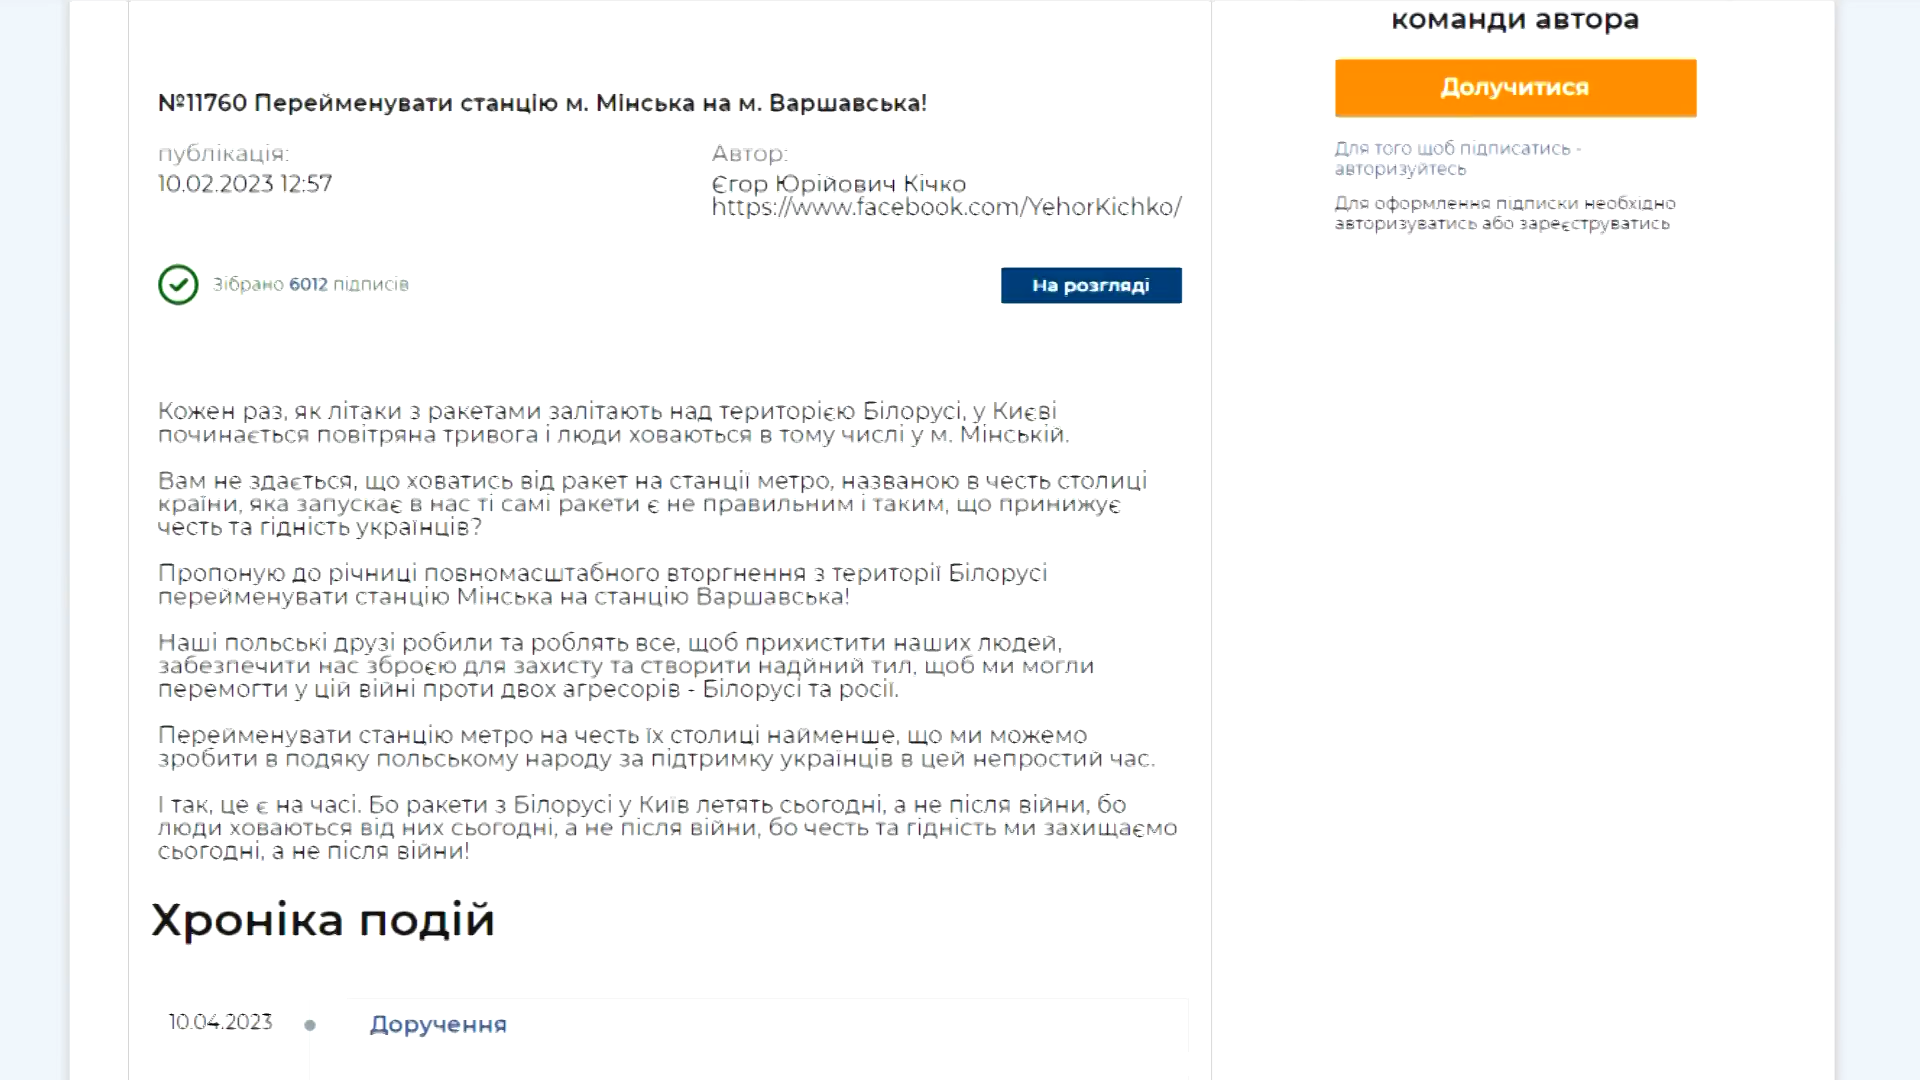 команди автора
Долучитися
Для того щоб підписатись -
авторизуйтесь
Для оформлення підписки необхідно
авторизуватись або зареєструватись
№11760 Перейменувати станцію м. Мінська на м. Варшавська!
публікація:
10.02.2023 12:57
Автор:
Єгор Юрійович Кічко
https://www.facebook.com/YehorKichko/
Зібрано 6012 підписів
На розгляді
Кожен раз, як літаки з ракетами залітають над територією Білорусі, у Києві
починається повітряна тривога і люди ховаються в тому числі у м. Мінській.
Вам не здається, що ховатись від ракет на станції метро, названою в честь столиці
країни, яка запускає в нас ті самі ракети є не правильним і таким, що принижує
честь та гідність українців?
Пропоную до річниці повномасштабного вторгнення з території Білорусі
перейменувати станцію Мінська на станцію Варшавська!
Наші польські друзі робили та роблять все, щоб прихистити наших людей,
забезпечити нас зброєю для захисту та створити надійний тил, щоб ми могли
перемогти у цій війні проти двох агресорів - Білорусі та росії.
Перейменувати станцію метро на честь їх столиці найменше, що ми можемо
зробити в подяку польському народу за підтримку українців в цей непростий час.
І так, це є на часі. Бо ракети з Білорусі у Київ летять сьогодні, а не після війни, бо
люди ховаються від них сьогодні, а не після війни, бо честь та гідність ми захищаємо
сьогодні, а не після війни!
Хроніка подій
10.04.2023
Доручення